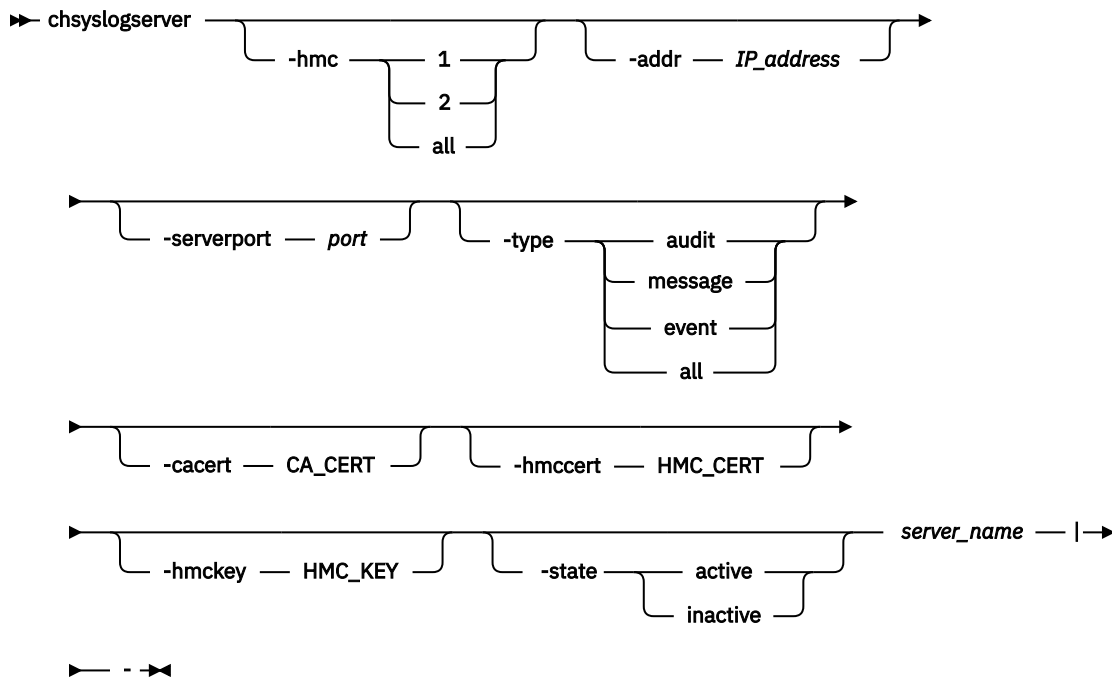 chsyslogserver
-hmc 1 -addr IP_address
2
all
-serverport port -type audit
message
event
all
-cacert CA_CERT -hmccert HMC_CERT
server_name |
-hmckey HMC_KEY -state active
inactive
-